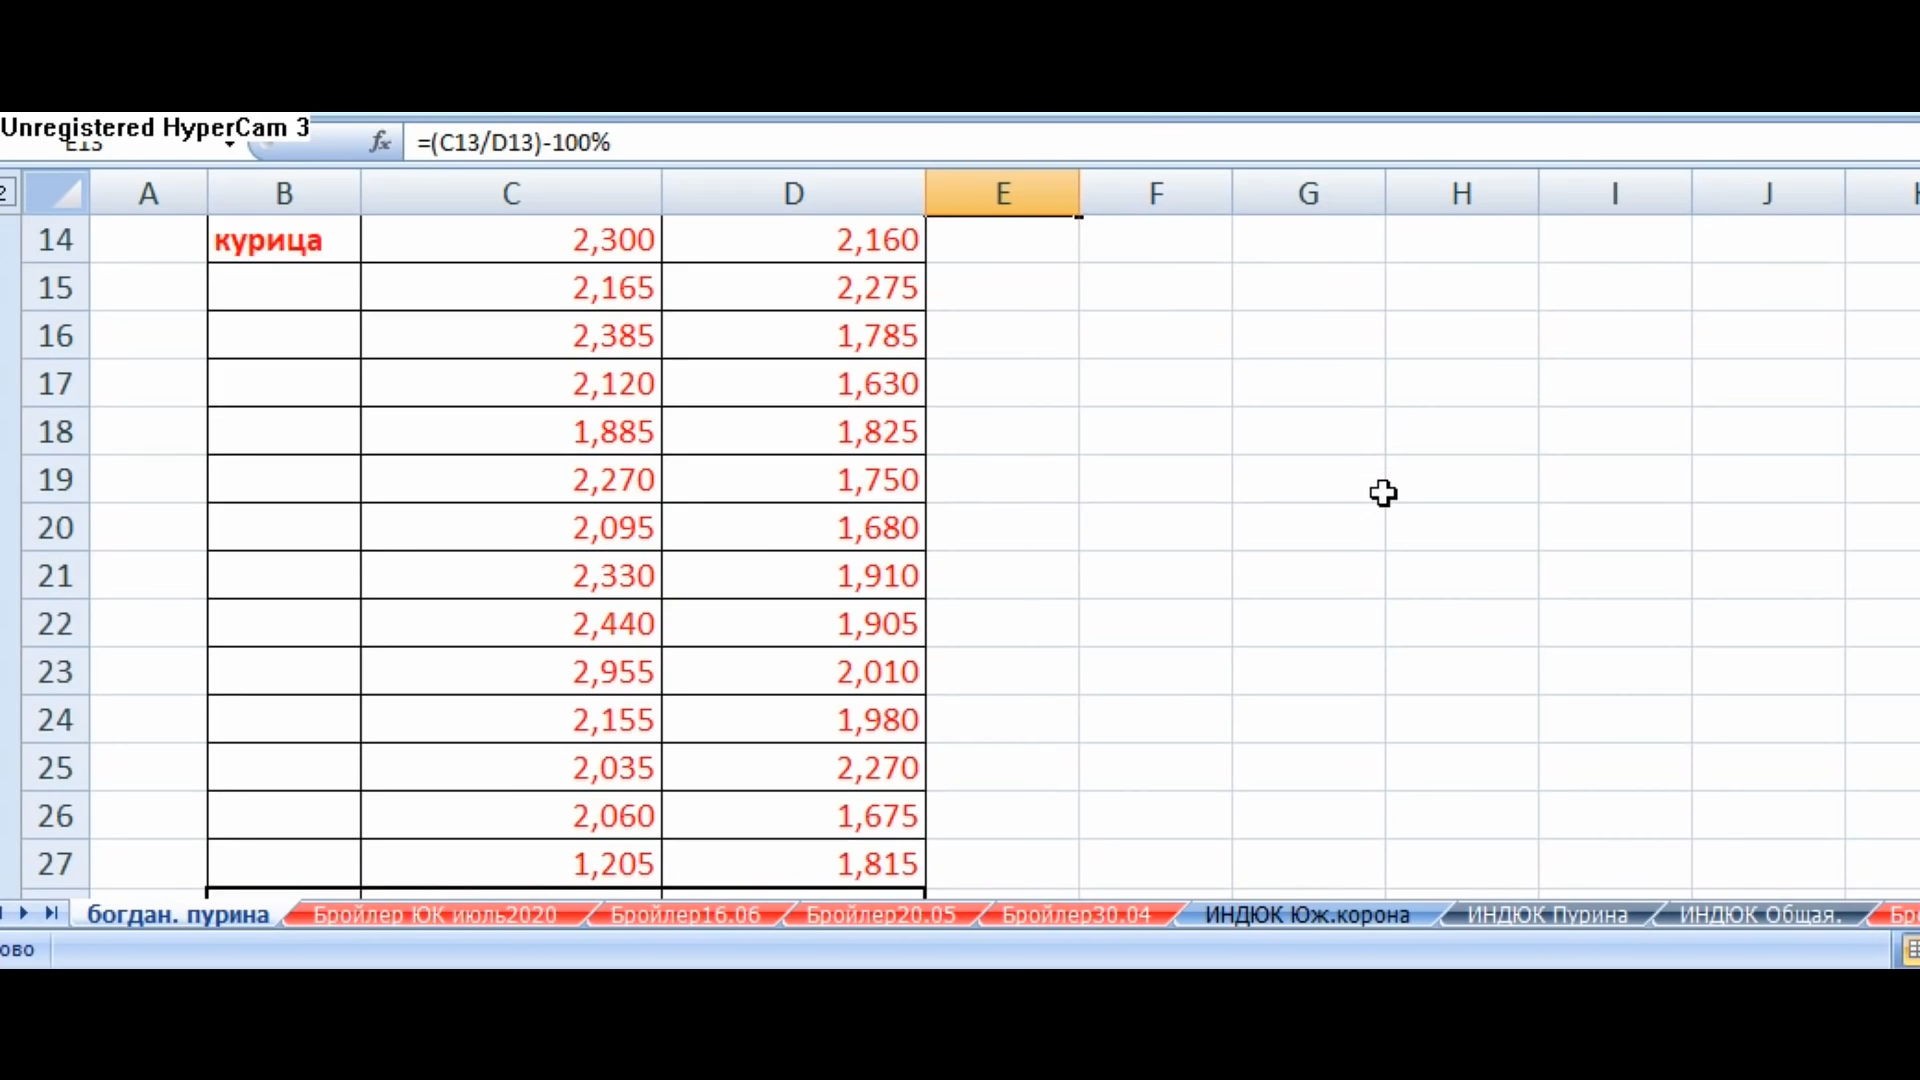 Unregistered HyperCam 3
E13 fx =(C13/D13)-100%
2 A B C D E F G H I J
14 курица 2,300 2,160
15 2,165 2,275
16 2,385 1,785
17 2,120 1,630
18 1,885 1,825
19 2,270 1,750
20 2,095 1,680
21 2,330 1,910
22 2,440 1,905
23 2,955 2,010
24 2,155 1,980
25 2,035 2,270
26 2,060 1,675
27 1,205 1,815
богдан. пурина Бройлер ЮК июль2020 Бройлер16.06 Бройлер20.05 Бройлер30.04 ИНДЮК Юж.корона ИНДЮК Пурина ИНДЮК Общая. Бр
ово